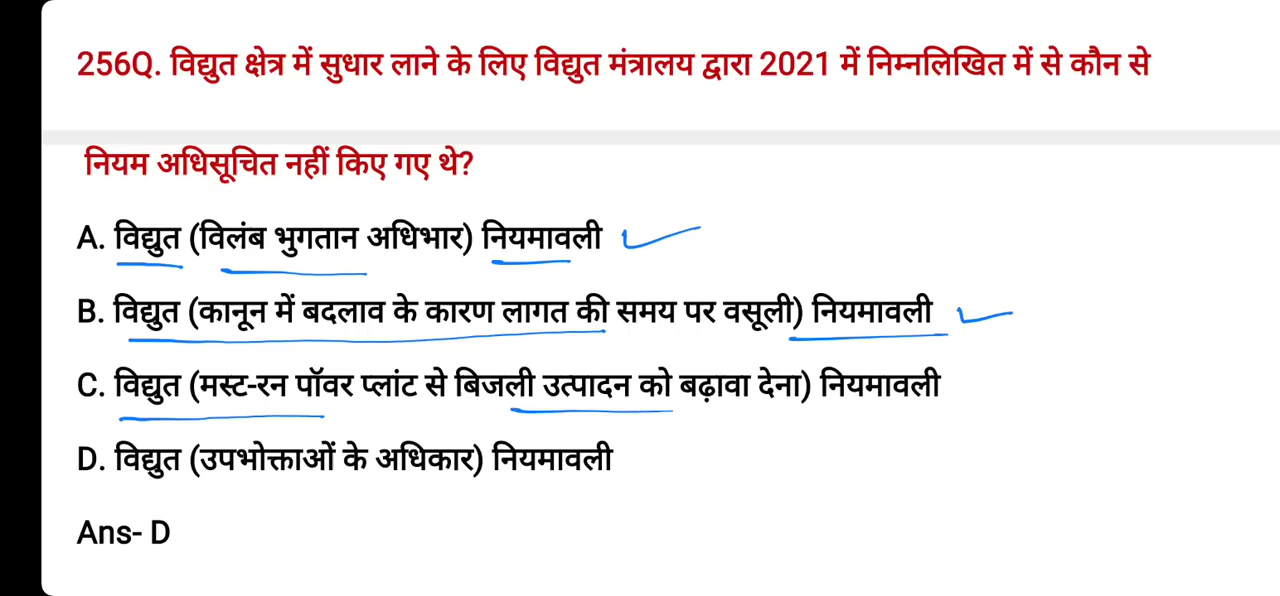 256Q. विद्युत क्षेत्र में सुधार लाने के लिए विद्युत मंत्रालय द्वारा 2021 में निम्नलिखित में से कौन से
नियम अधिसूचित नहीं किए गए थे?
A. विद्युत (विलंब भुगतान अधिभार) नियमावली
B. विद्युत (कानून में बदलाव के कारण लागत की समय पर वसूली) नियमावली
C. विद्युत (मस्ट-रन पॉवर प्लांट से बिजली उत्पादन को बढ़ावा देना) नियमावली
D. विद्युत (उपभोक्ताओं के अधिकार) नियमावली
Ans- D